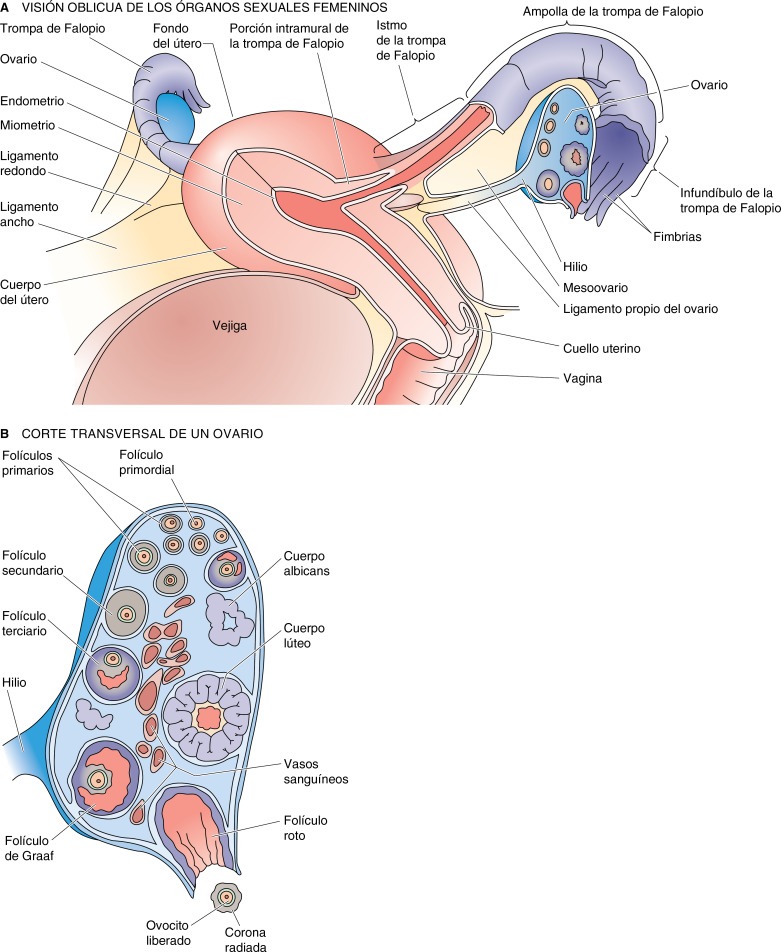 A VISIÓN OBLICUA DE LOS ÓRGANOS SEXUALES FEMENINOS
Trompa de Falopio
Fondo
del útero
Porción intramural de
la trompa de Falopio
Istmo
de la trompa
de Falopio
Ampolla de la trompa de Falopio
Ovario
Endometrio
Miometrio
Ligamento
redondo
Ligamento
ancho
Cuerpo
del útero
Vejiga
Ovario
Infundíbulo de la
trompa de Falopio
Fimbrias
Hilio
Mesoovario
Ligamento propio del ovario
Cuello uterino
Vagina
B CORTE TRANSVERSAL DE UN OVARIO
Folículos
primarios
Folículo
primordial
Folículo
secundario
Folículo
terciario
Hilio
Folículo
de Graaf
Cuerpo
albicans
Cuerpo
lúteo
Vasos
sanguíneos
Folículo
roto
Ovocito
liberado
Corona
radiada